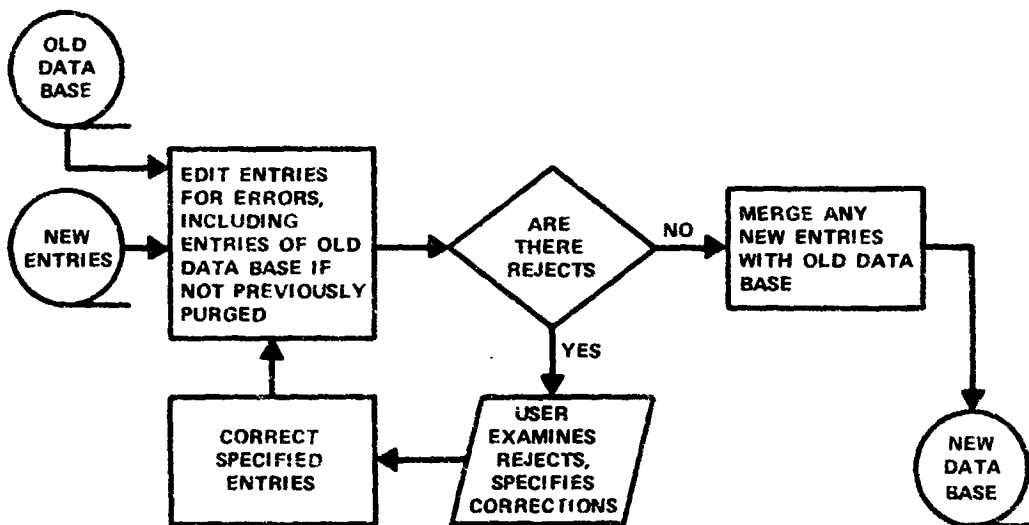 OLD
DATA
BASE
NEW
ENTRIES
EDIT ENTRIES
FOR ERRORS,
INCLUDING
ENTRIES OF OLD
DATA BASE IF
NOT PREVIOUSLY
PURGED
ARE
THERE
REJECTS
NO
YES
MERGE ANY
NEW ENTRIES
WITH OLD DATA
BASE
CORRECT
SPECIFIED
ENTRIES
USER
EXAMINES
REJECTS,
SPECIFIES
CORRECTIONS
NEW
DATA
BASE